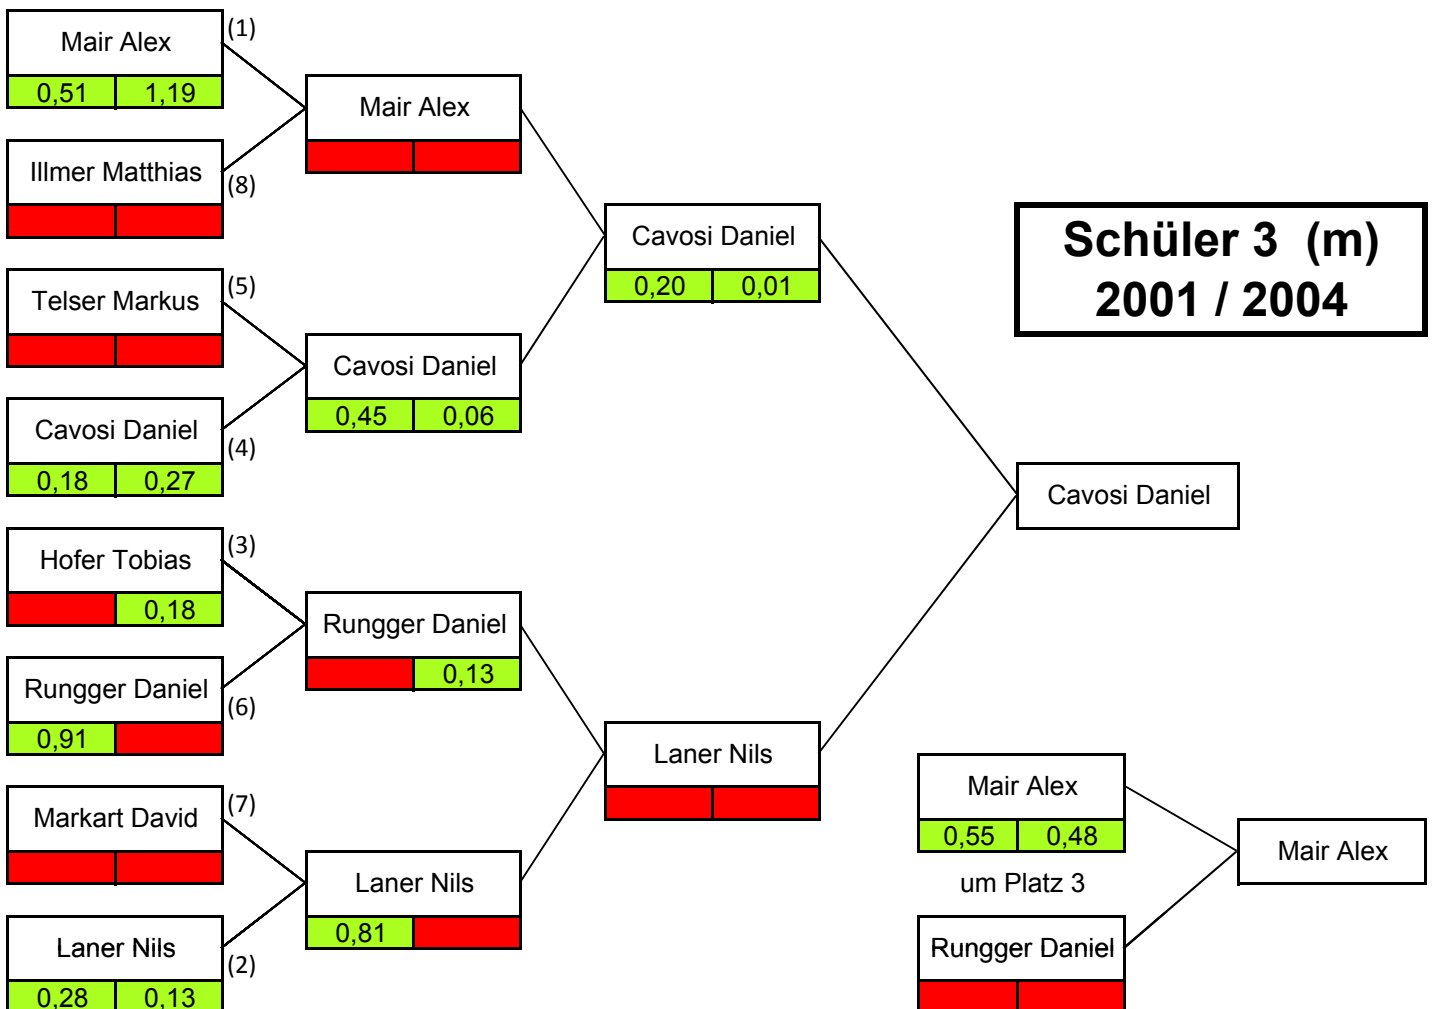 Mair Alex
(1)
0,51 1,19
Illmer Matthias
(8)
Telser Markus
(5)
Cavosi Daniel
(4)
0,18 0,27
Hofer Tobias
(3)
0,18
Rungger Daniel
(6)
0,91
Markart David
(7)
Laner Nils
(2)
0,28 0,13
Mair Alex
Cavosi Daniel
0,45 0,06
Rungger Daniel
0,13
Laner Nils
0,81
Cavosi Daniel
0,20 0,01
Laner Nils
Schüler 3 (m)
2001 / 2004
Cavosi Daniel
Mair Alex
0,55 0,48
um Platz 3
Rungger Daniel
Mair Alex